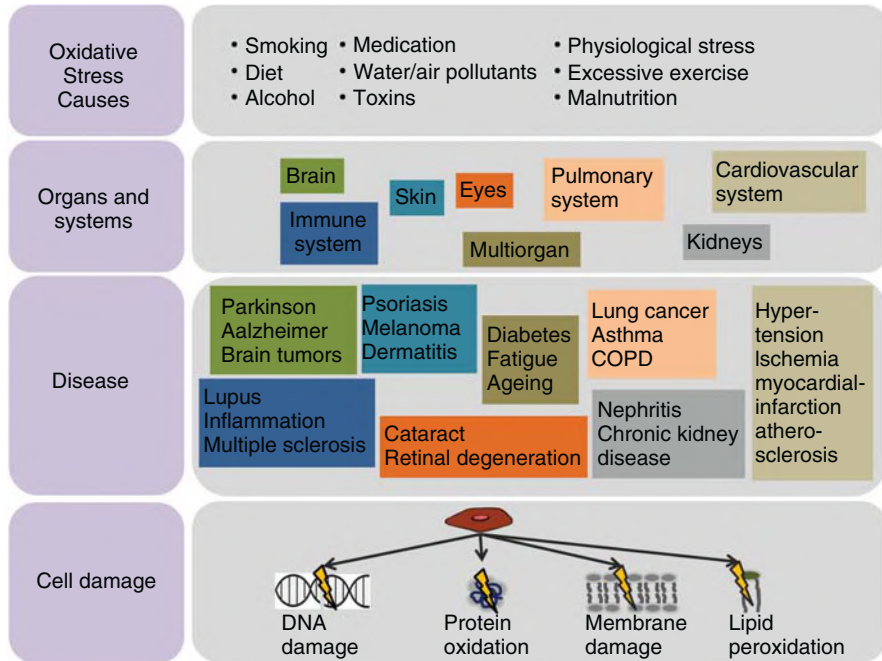 Oxidative
Stress
Causes
• Smoking
• Diet
• Alcohol
• Medication
• Water/air pollutants
• Toxins
• Physiological stress
• Excessive exercise
• Malnutrition
Organs and
systems
Brain
Skin
Eyes
Pulmonary
system
Cardiovascular
system
Immune
system
Multiorgan
Kidneys
Disease
Parkinson
Aalzheimer
Brain tumors
Psoriasis
Melanoma
Dermatitis
Diabetes
Fatigue
Ageing
Lung cancer
Asthma
COPD
Hyper-
tension
Ischemia
myocardial-
infarction
athero-
sclerosis
Lupus
Inflammation
Multiple sclerosis
Cataract
Retinal degeneration
Nephritis
Chronic kidney
disease
Cell damage
DNA
damage
Protein
oxidation
Membrane
damage
Lipid
peroxidation